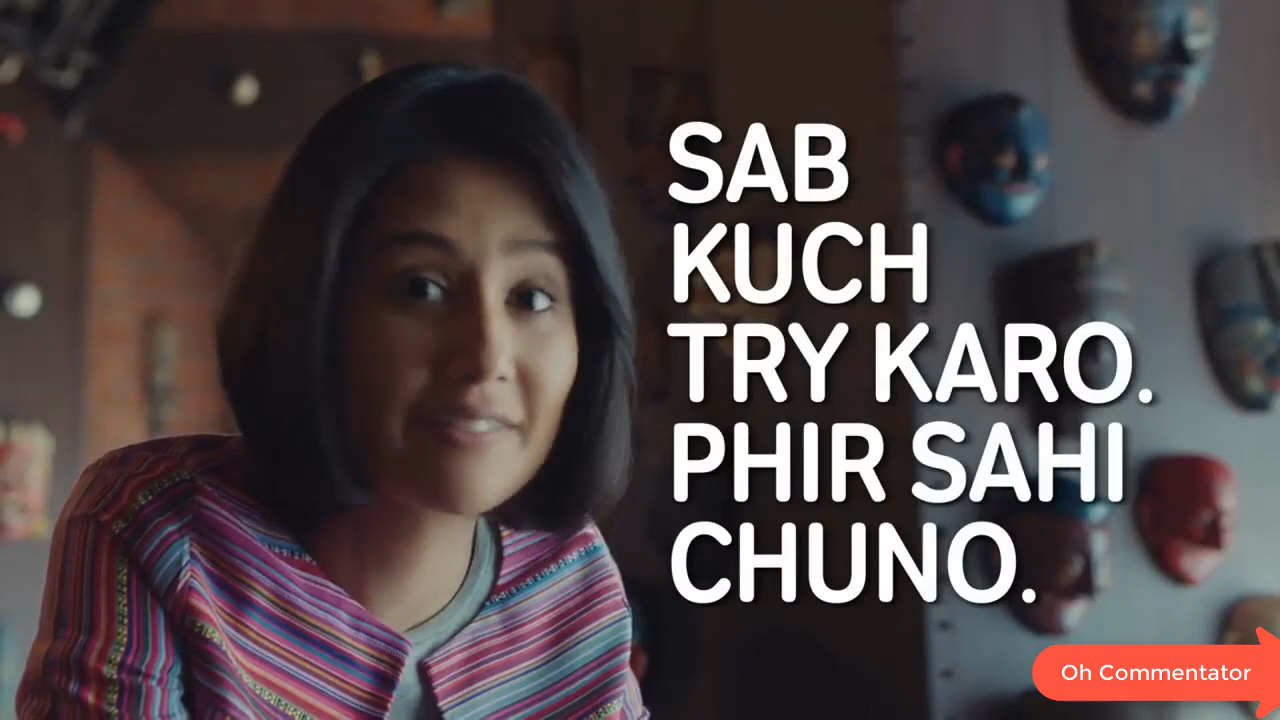 SAB
KUCH
TRY KARO.
PHIR SAHI
CHUNO.
Oh Commentator